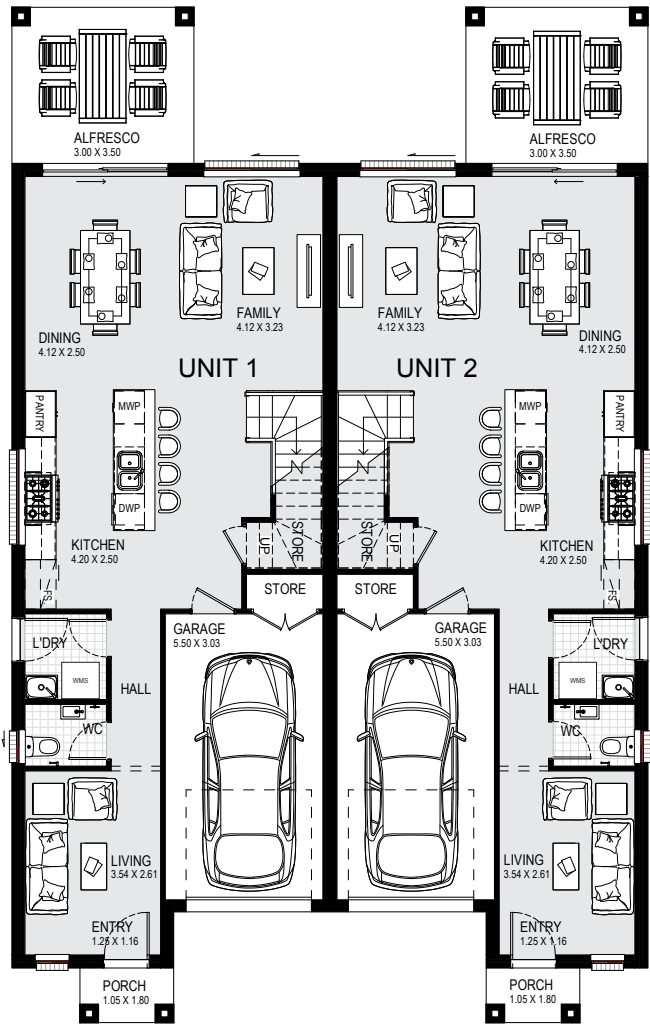 ALFRESCO
3.00 X 3.50
ALFRESCO
3.00 X 3.50
FAMILY
4.12 X 3.23
FAMILY
4.12 X 3.23
DINING
4.12 X 2.50
DINING
4.12 X 2.50
UNIT 1
UNIT 2
PANTRY
MWP
MWP
PANTRY
DWP
DWP
UP
STORE
STORE
UP
KITCHEN
4.20 X 2.50
KITCHEN
4.20 X 2.50
FS
STORE
STORE
FS
GARAGE
5.50 X 3.03
GARAGE
5.50 X 3.03
L'DRY
L'DRY
WMS
WMS
HALL
HALL
WC
WC
LIVING
3.54 X 2.61
LIVING
3.54 X 2.61
ENTRY
1.25 X 1.16
ENTRY
1.25 X 1.16
PORCH
1.05 X 1.80
PORCH
1.05 X 1.80